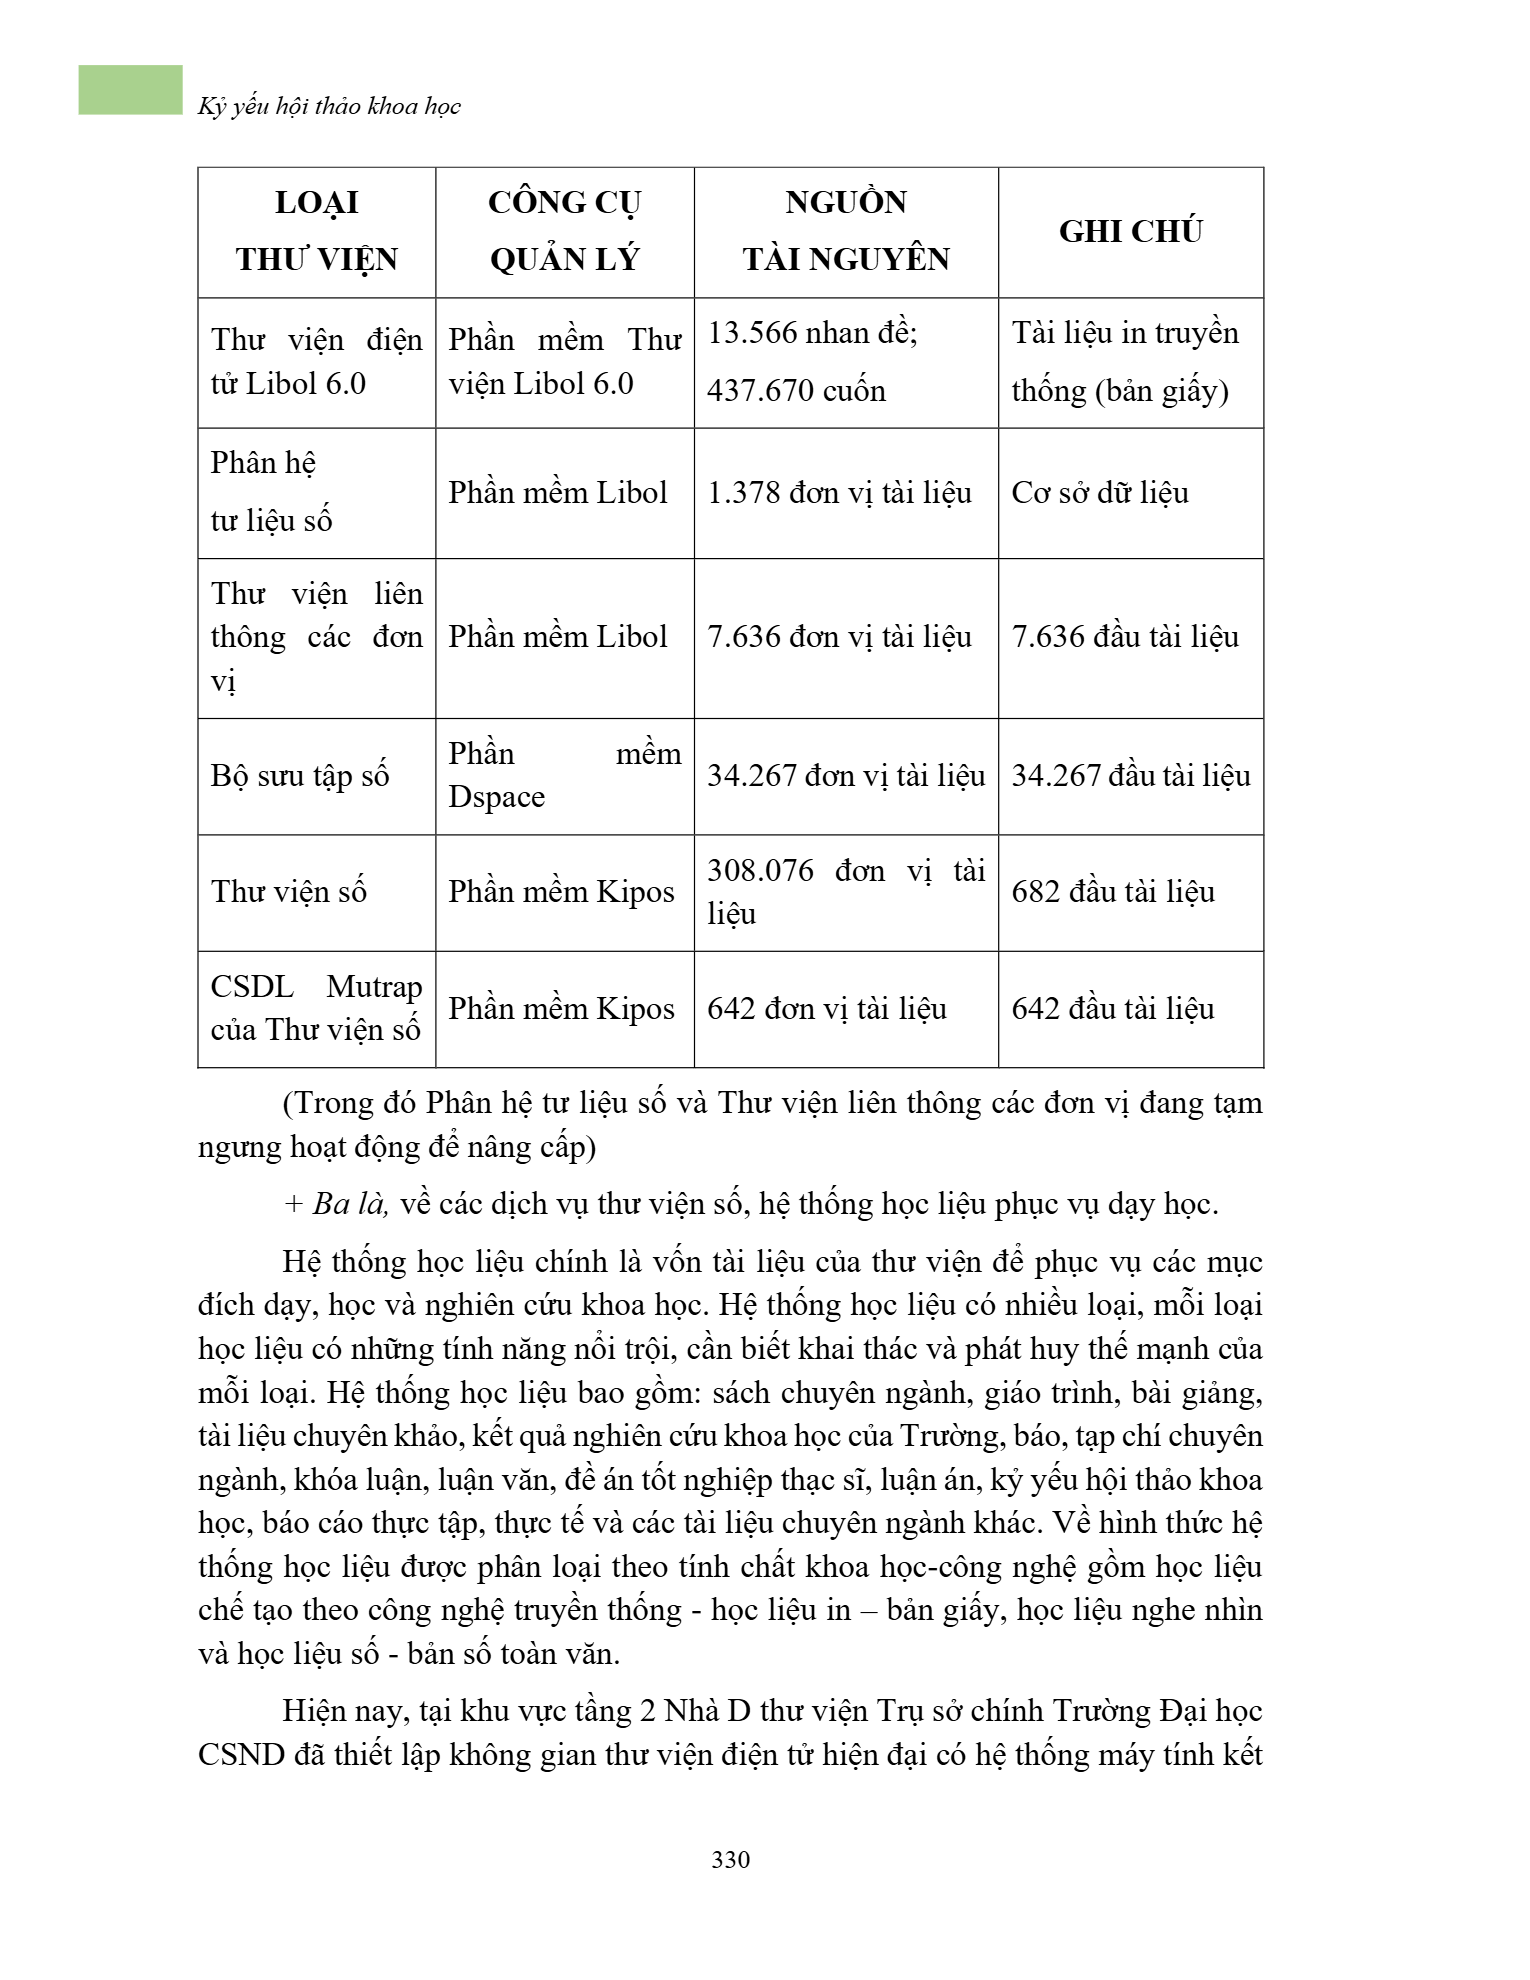 Kỷ yếu hội thảo khoa học
LOẠI
THƯ VIỆN
CÔNG CỤ
QUẢN LÝ
NGUỒN
TÀI NGUYÊN
GHI CHÚ
Thư viện điện
tử Libol 6.0
Phần mềm Thư
viện Libol 6.0
13.566 nhan đề;
437.670 cuốn
Tài liệu in truyền
thống (bản giấy)
Phân hệ
tư liệu số
Phần mềm Libol
1.378 đơn vị tài liệu
Cơ sở dữ liệu
Thư viện liên
thông các đơn
vị
Phần mềm Libol
7.636 đơn vị tài liệu
7.636 đầu tài liệu
Bộ sưu tập số
Phần mềm
Dspace
34.267 đơn vị tài liệu
34.267 đầu tài liệu
Thư viện số
Phần mềm Kipos
308.076 đơn vị tài
liệu
682 đầu tài liệu
CSDL Mutrap
của Thư viện số
Phần mềm Kipos
642 đơn vị tài liệu
642 đầu tài liệu
(Trong đó Phân hệ tư liệu số và Thư viện liên thông các đơn vị đang tạm
ngưng hoạt động để nâng cấp)
+ Ba là, về các dịch vụ thư viện số, hệ thống học liệu phục vụ dạy học.
Hệ thống học liệu chính là vốn tài liệu của thư viện để phục vụ các mục
đích dạy, học và nghiên cứu khoa học. Hệ thống học liệu có nhiều loại, mỗi loại
học liệu có những tính năng nổi trội, cần biết khai thác và phát huy thế mạnh của
mỗi loại. Hệ thống học liệu bao gồm: sách chuyên ngành, giáo trình, bài giảng,
tài liệu chuyên khảo, kết quả nghiên cứu khoa học của Trường, báo, tạp chí chuyên
ngành, khóa luận, luận văn, đề án tốt nghiệp thạc sĩ, luận án, kỷ yếu hội thảo khoa
học, báo cáo thực tập, thực tế và các tài liệu chuyên ngành khác. Về hình thức hệ
thống học liệu được phân loại theo tính chất khoa học-công nghệ gồm học liệu
chế tạo theo công nghệ truyền thống - học liệu in – bản giấy, học liệu nghe nhìn
và học liệu số - bản số toàn văn.
Hiện nay, tại khu vực tầng 2 Nhà D thư viện Trụ sở chính Trường Đại học
CSND đã thiết lập không gian thư viện điện tử hiện đại có hệ thống máy tính kết
330